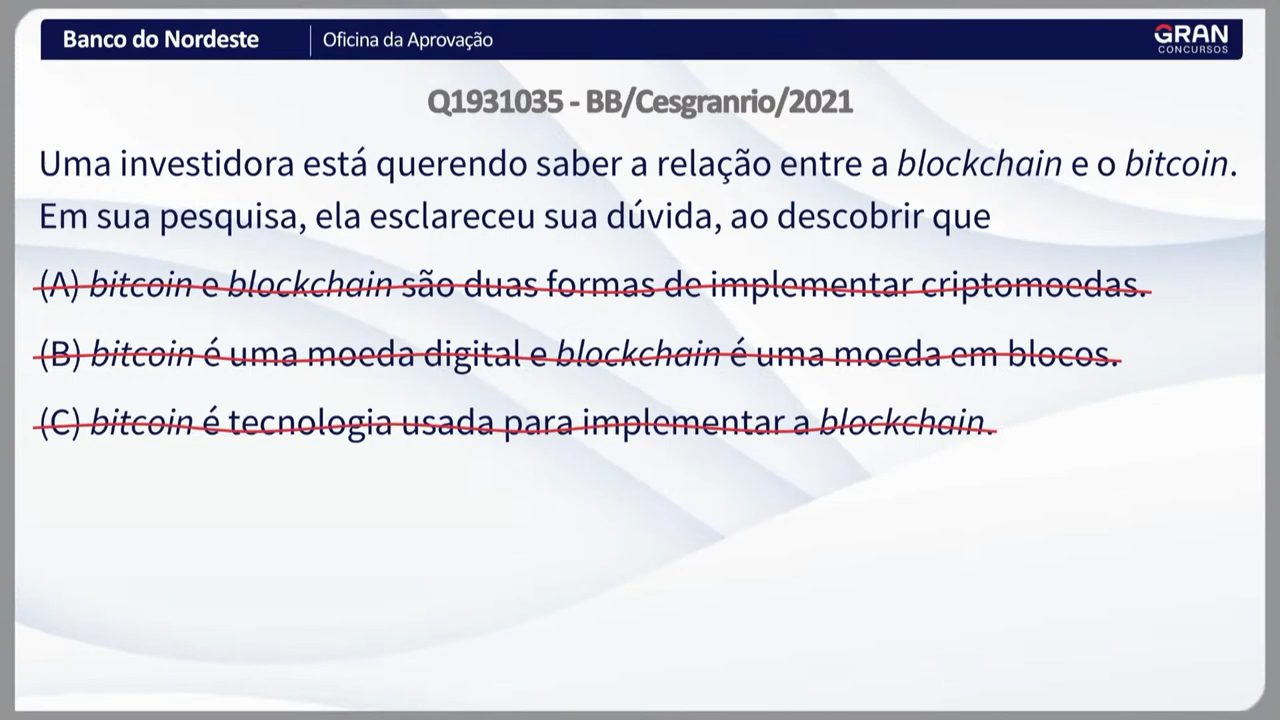 Banco do Nordeste
Oficina da Aprovação
GRAN
CONCURSOS
Q1931035 - BB/Cesgranrio/2021
Uma investidora está querendo saber a relação entre a blockchain e o bitcoin.
Em sua pesquisa, ela esclareceu sua dúvida, ao descobrir que
(A) bitcoin e blockchain são duas formas de implementar criptomoedas.
(B) bitcoin é uma moeda digital e blockchain é uma moeda em blocos.
(C) bitcoin é tecnologia usada para implementar a blockchain.